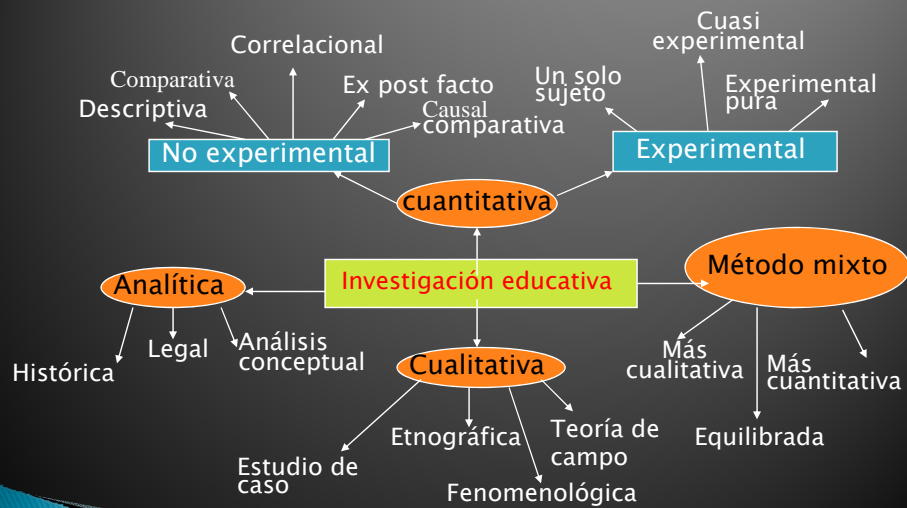 Cuasi
experimental
Correlacional
Un solo
sujeto
Experimental
pura
Comparativa
Ex post facto
Descriptiva
Causal
comparativa
No experimental
Experimental
cuantitativa
Método mixto
Analítica
Investigación educativa
Histórica
Legal
Análisis
conceptual
Cualitativa
Más
cualitativa
Más
cuantitativa
Equilibrada
Estudio de
caso
Etnográfica
Fenomenológica
Teoría de
campo